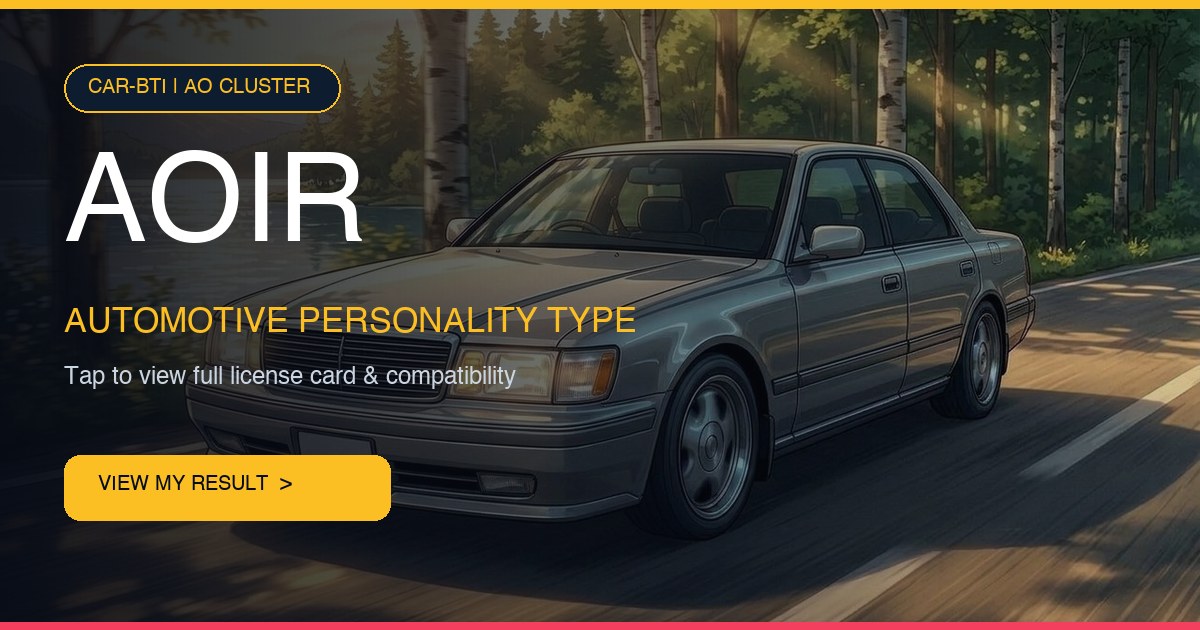 CAR-BTI | AO CLUSTER
AOIR
AUTOMOTIVE PERSONALITY TYPE
Tap to view full license card & compatibility
VIEW MY RESULT >